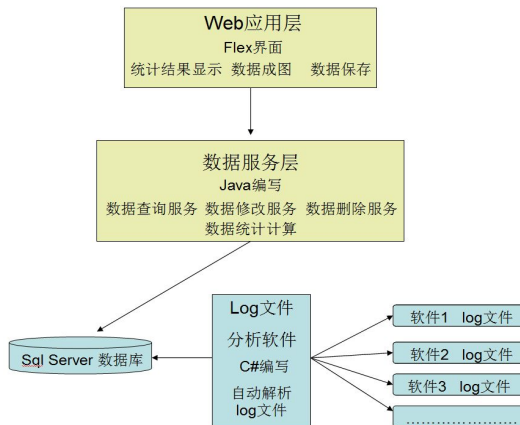 Web应用层
Flex界面
统计结果显示 数据成图 数据保存
数据服务层
Java编写
数据查询服务 数据修改服务 数据删除服务
数据统计计算
Log文件
分析软件
C#编写
自动解析
log文件
Sql Server 数据库
软件1 log文件
软件2 log文件
软件3 log文件
……………………